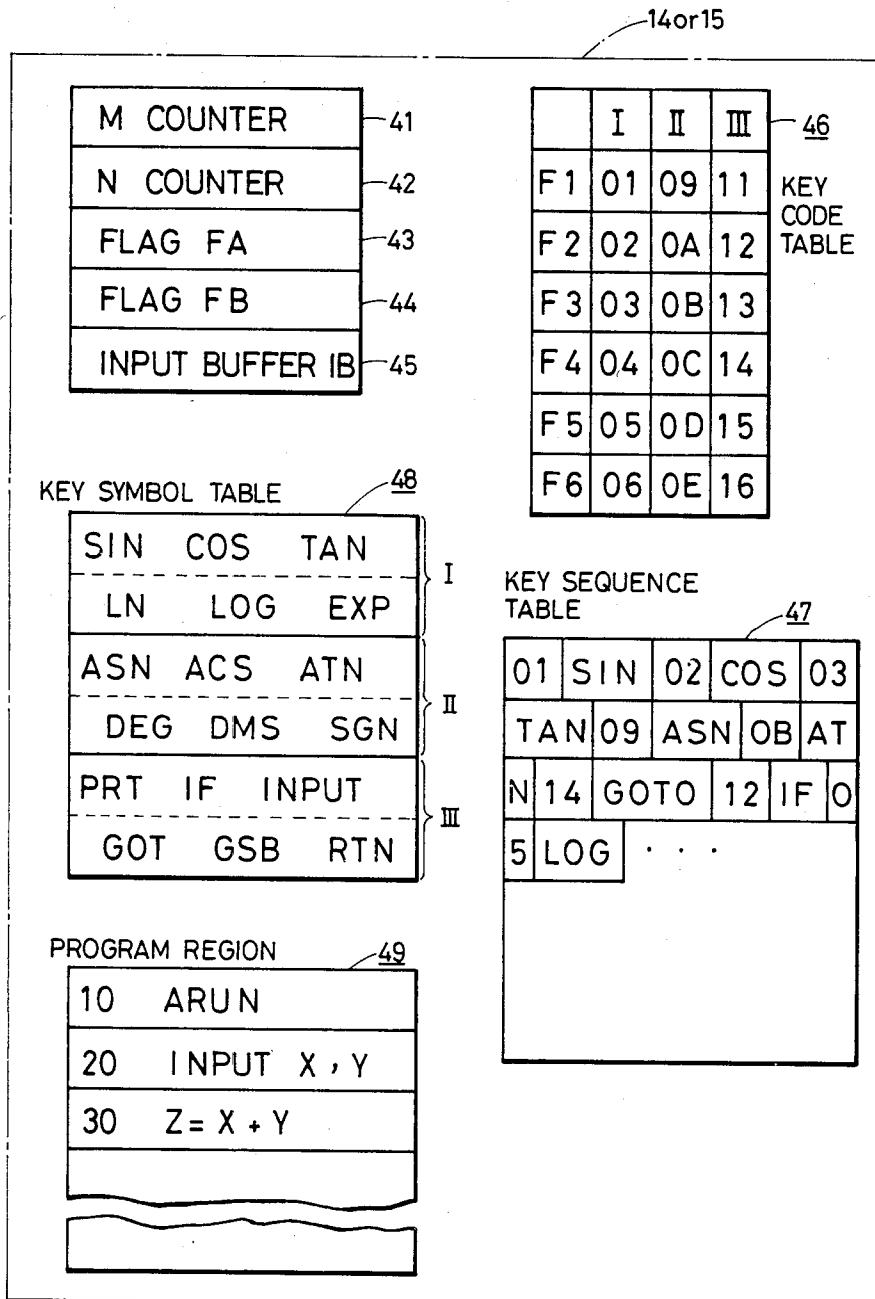 14or15
M COUNTER 41
N COUNTER 42
FLAG FA 43
FLAG FB 44
INPUT BUFFER IB 45
I II III 46
F1 01 09 11
F2 02 0A 12
F3 03 0B 13
F4 04 0C 14
F5 05 0D 15
F6 06 0E 16
KEY
CODE
TABLE
KEY SYMBOL TABLE 48
SIN COS TAN
LN LOG EXP
I
ASN ACS ATN
DEG DMS SGN
II
PRT IF INPUT
GOT GSB RTN
III
KEY SEQUENCE
TABLE 47
01 SIN 02 COS 03
TAN 09 ASN 0B AT
N 14 GOTO 12 IF 0
5 LOG . . .
PROGRAM REGION 49
10 ARUN
20 INPUT X, Y
30 Z=X+Y